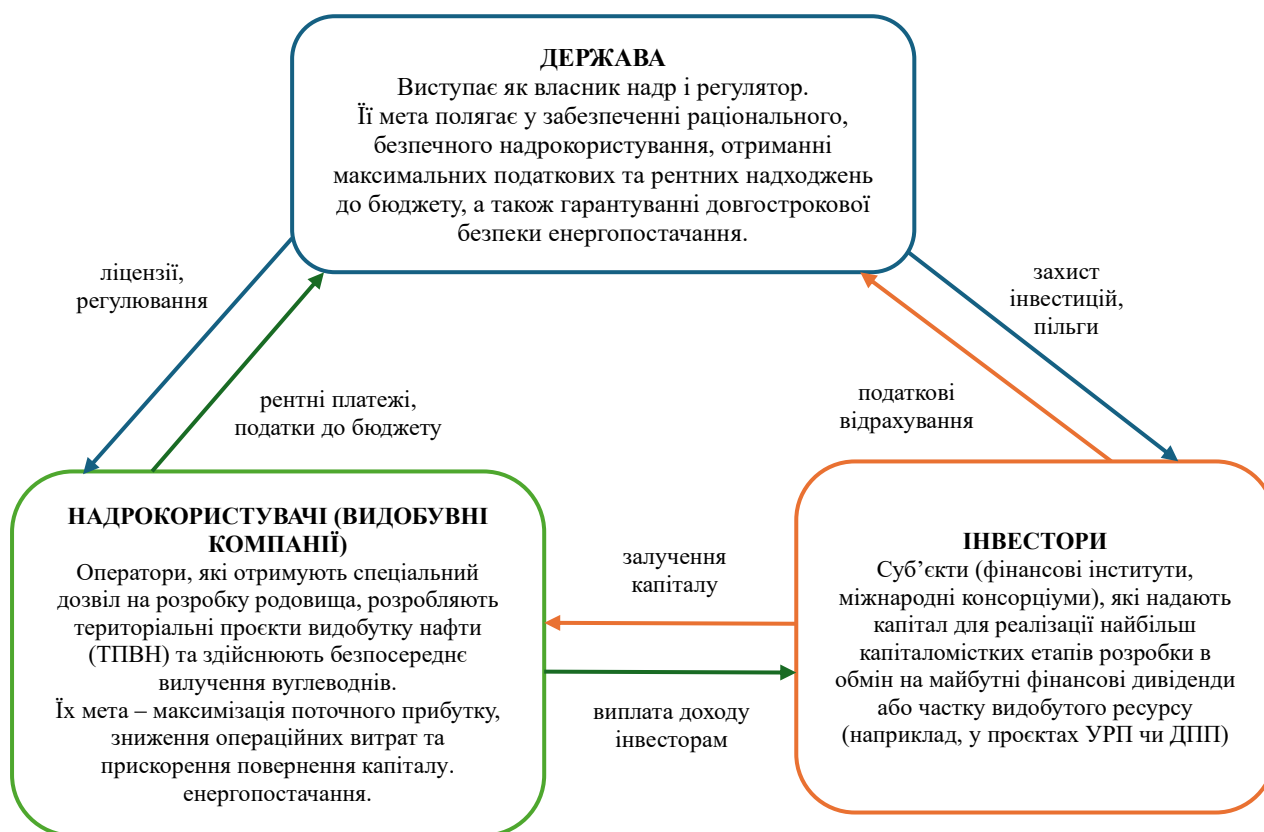 ДЕРЖАВА
Виступає як власник надр і регулятор.
Її мета полягає у забезпеченні раціонального,
безпечного надрокористування, отриманні
максимальних податкових та рентних надходжень
до бюджету, а також гарантуванні довгострокової
безпеки енергопостачання.
ліцензії,
регулювання
захист
інвестицій,
пільги
рентні платежі,
податки до бюджету
податкові
відрахування
НАДРОКОРИСТУВАЧІ (ВИДОБУВНІ
КОМПАНІЇ)
Оператори, які отримують спеціальний
дозвіл на розробку родовища, розробляють
територіальні проєкти видобутку нафти
(ТПВН) та здійснюють безпосереднє
вилучення вуглеводнів.
Їх мета – максимізація поточного прибутку,
зниження операційних витрат та
прискорення повернення капіталу.
енергопостачання.
залучення
капіталу
виплата доходу
інвесторам
ІНВЕСТОРИ
Суб’єкти (фінансові інститути,
міжнародні консорціуми), які надають
капітал для реалізації найбільш
капіталомістких етапів розробки в
обмін на майбутні фінансові дивіденди
або частку видобутого ресурсу
(наприклад, у проєктах УРП чи ДПП)